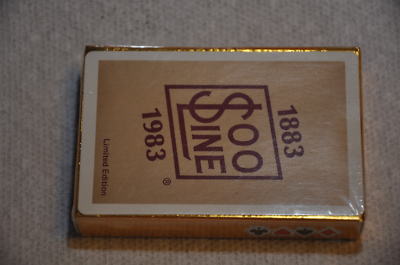 1883
SOO
LINE
®
1983
Limited Edition